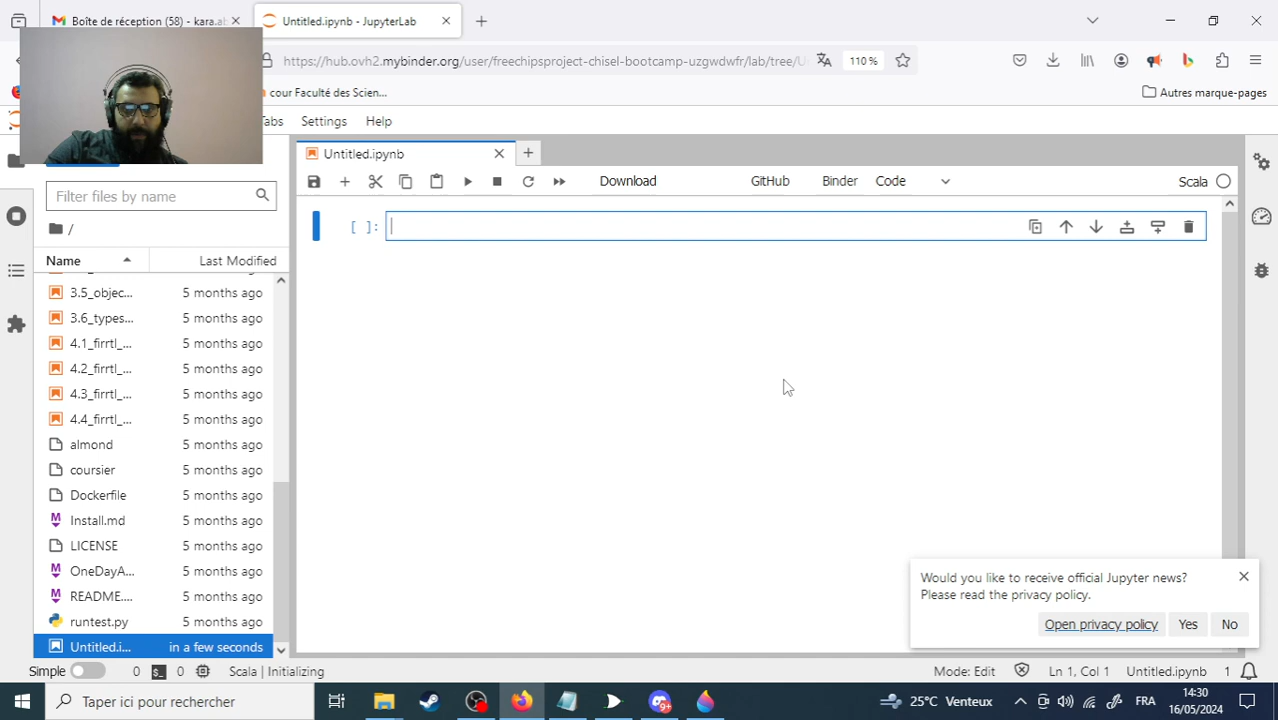 Boîte de réception (58) - kara.ab
Untitled.ipynb - JupyterLab
https://hub.ovh2.mybinder.org/user/freechipsproject-chisel-bootcamp-uzgwdwfr/lab/tree/U
110 %
cour Faculté des Scien...
Autres marque-pages
Tabs Settings Help
Untitled.ipynb
Download GitHub Binder Code Scala
Filter files by name
/
[ ]:
Name Last Modified
3.5_objec... 5 months ago
3.6_types... 5 months ago
4.1_firrtl_... 5 months ago
4.2_firrtl_... 5 months ago
4.3_firrtl_... 5 months ago
4.4_firrtl_... 5 months ago
almond 5 months ago
coursier 5 months ago
Dockerfile 5 months ago
Install.md 5 months ago
LICENSE 5 months ago
OneDayA... 5 months ago
README.... 5 months ago
runtest.py 5 months ago
Untitled.i... in a few seconds
Would you like to receive official Jupyter news?
Please read the privacy policy.
Open privacy policy Yes No
Simple 0 $_ 0 Scala | Initializing Mode: Edit Ln 1, Col 1 Untitled.ipynb 1
Taper ici pour rechercher
9+
25°C Venteux
FRA
14:30
16/05/2024